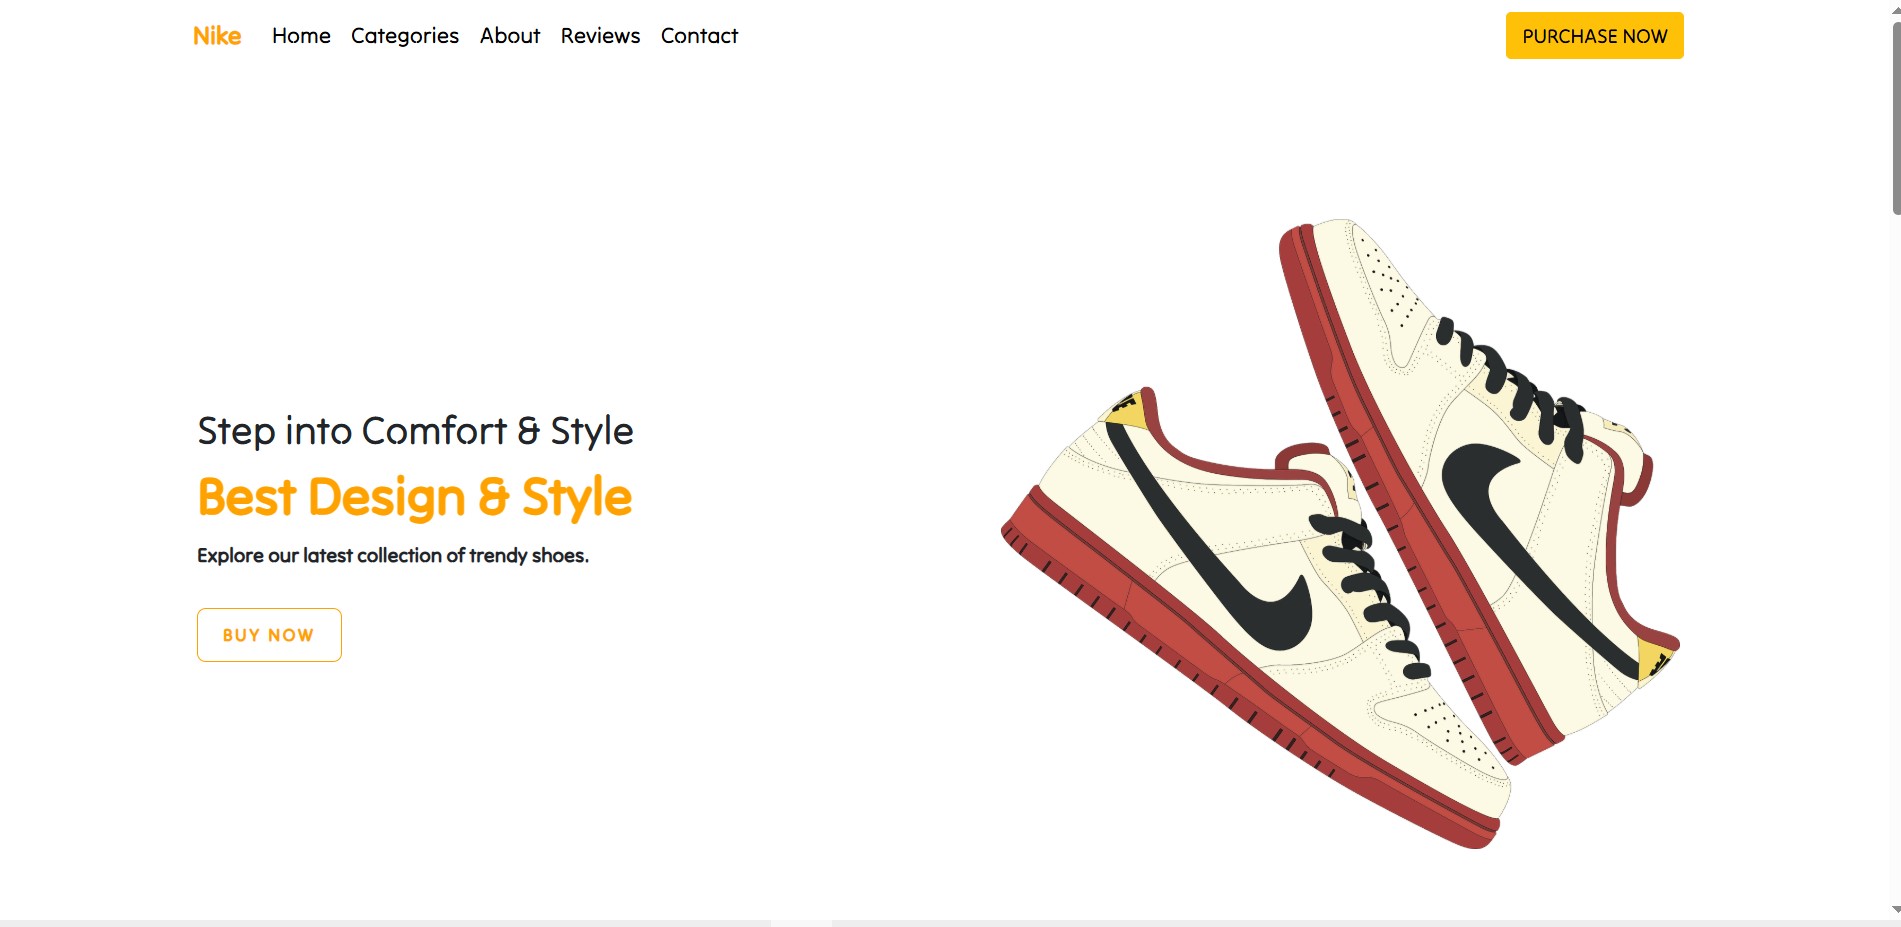 Nike Home Categories About Reviews Contact PURCHASE NOW
Step into Comfort & Style
Best Design & Style
Explore our latest collection of trendy shoes.
BUY NOW